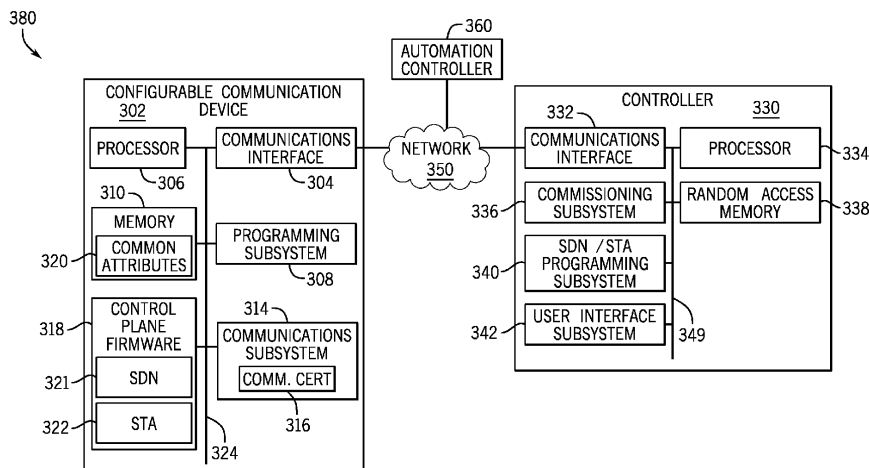 380
360
AUTOMATION
CONTROLLER
CONFIGURABLE COMMUNICATION
DEVICE
302
PROCESSOR
306
COMMUNICATIONS
INTERFACE
304
310
MEMORY
320
COMMON
ATTRIBUTES
PROGRAMMING
SUBSYSTEM
308
318
CONTROL
PLANE
FIRMWARE
321
SDN
322
STA
314
COMMUNICATIONS
SUBSYSTEM
COMM. CERT
316
324
NETWORK
350
CONTROLLER
332
330
COMMUNICATIONS
INTERFACE
PROCESSOR
334
336
COMMISSIONING
SUBSYSTEM
RANDOM ACCESS
MEMORY
338
340
SDN / STA
PROGRAMMING
SUBSYSTEM
342
USER INTERFACE
SUBSYSTEM
349